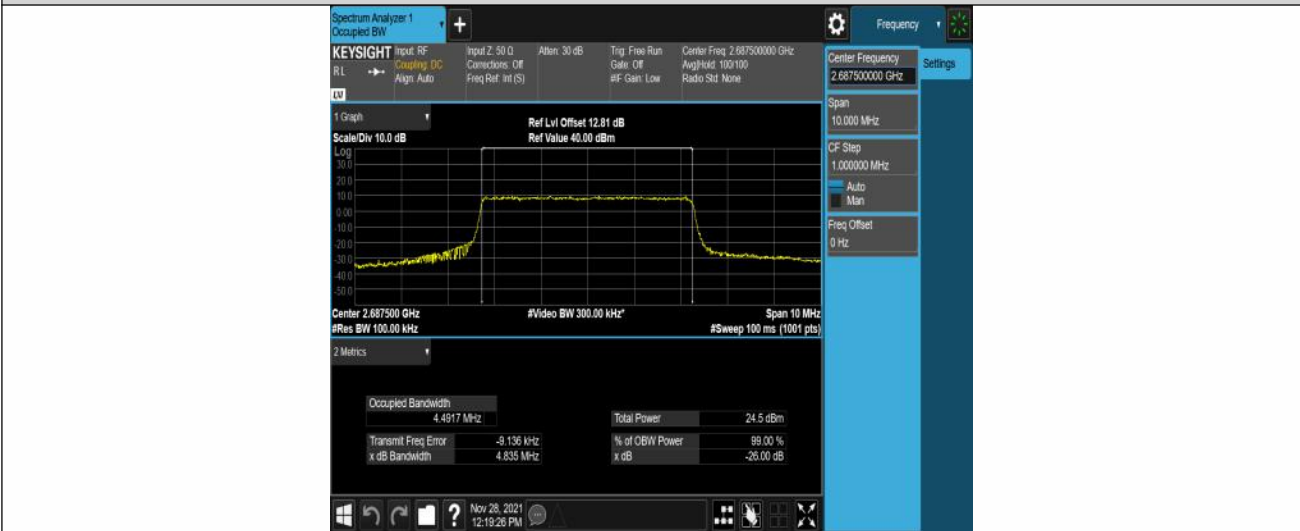 Spectrum Analyzer 1
Occupied BW
+
Frequency
KEYSIGHT Input: RF Input Z: 50 Ω Atten: 30 dB Trig: Free Run Center Freq: 2.687500000 GHz
RL Coupling: DC Corrections: Off Gate: Off Avg|Hold: 100/100
Align: Auto Freq Ref: Int (S) #IF Gain: Low Radio Std: None
LV
Center Frequency
2.687500000 GHz
Settings
Span
10.000 MHz
CF Step
1.000000 MHz
Auto
Man
Freq Offset
0 Hz
1 Graph
Ref Lvl Offset 12.81 dB
Scale/Div 10.0 dB Ref Value 40.00 dBm
Log
30.0
20.0
10.0
0.00
-10.0
-20.0
-30.0
-40.0
-50.0
Center 2.687500 GHz #Video BW 300.00 kHz* Span 10 MHz
#Res BW 100.00 kHz #Sweep 100 ms (1001 pts)
2 Metrics
Occupied Bandwidth
4.4917 MHz Total Power 24.5 dBm
Transmit Freq Error -9.136 kHz % of OBW Power 99.00 %
x dB Bandwidth 4.835 MHz x dB -26.00 dB
? Nov 28, 2021
12:19:26 PM